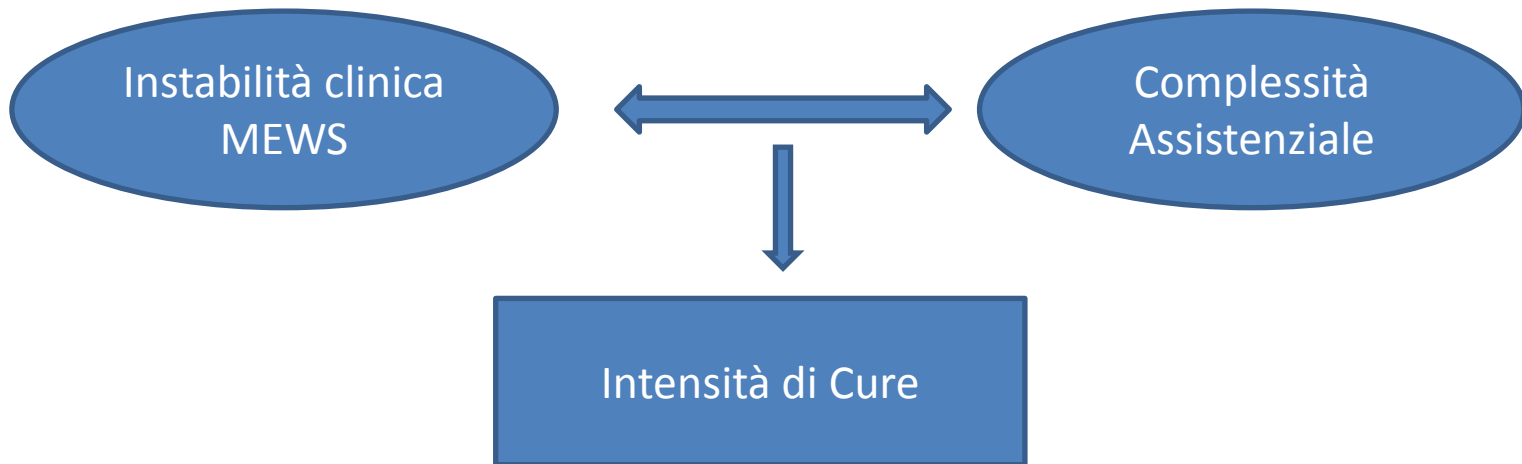 Instabilità clinica
MEWS
Complessità
Assistenziale
Intensità di Cure